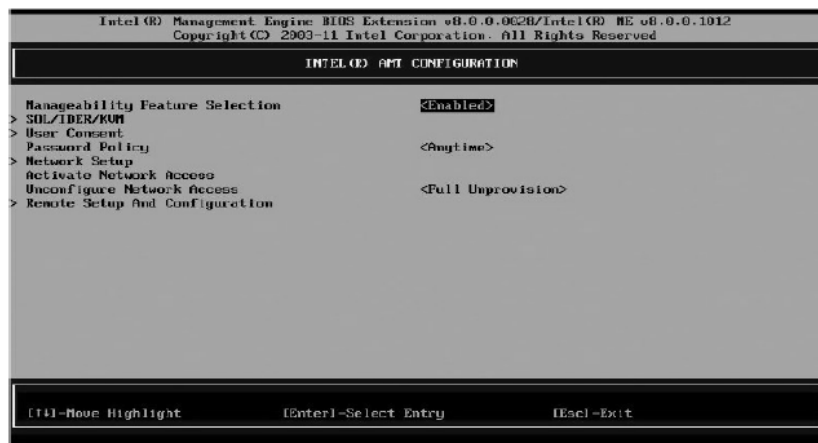 Intel(R) Management Engine BIOS Extension v8.0.0.0028/Intel(R) ME v8.0.0.1012
Copyright(C) 2003-11 Intel Corporation. All Rights Reserved
INTEL(R) AMT CONFIGURATION
Manageability Feature Selection <Enabled>
> SOL/IDER/KVM
> User Consent
Password Policy <Anytime>
> Network Setup
Activate Network Access
Unconfigure Network Access <Full Unprovision>
> Remote Setup And Configuration
[↑↓]-Move Highlight [Enter]-Select Entry [Esc]-Exit